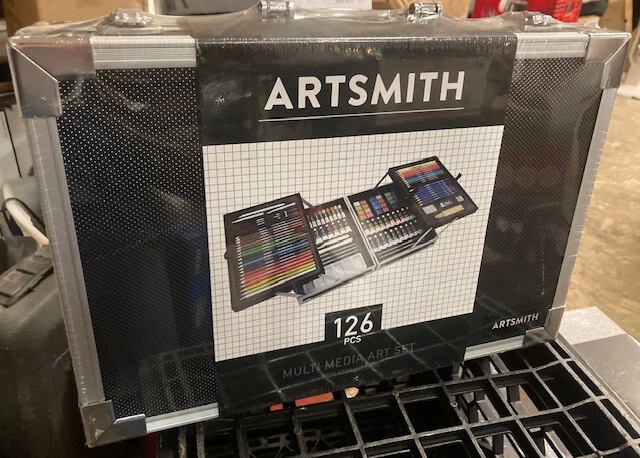 ARTSMITH
126
PCS
MULTI MEDIA ART SET
ARTSMITH